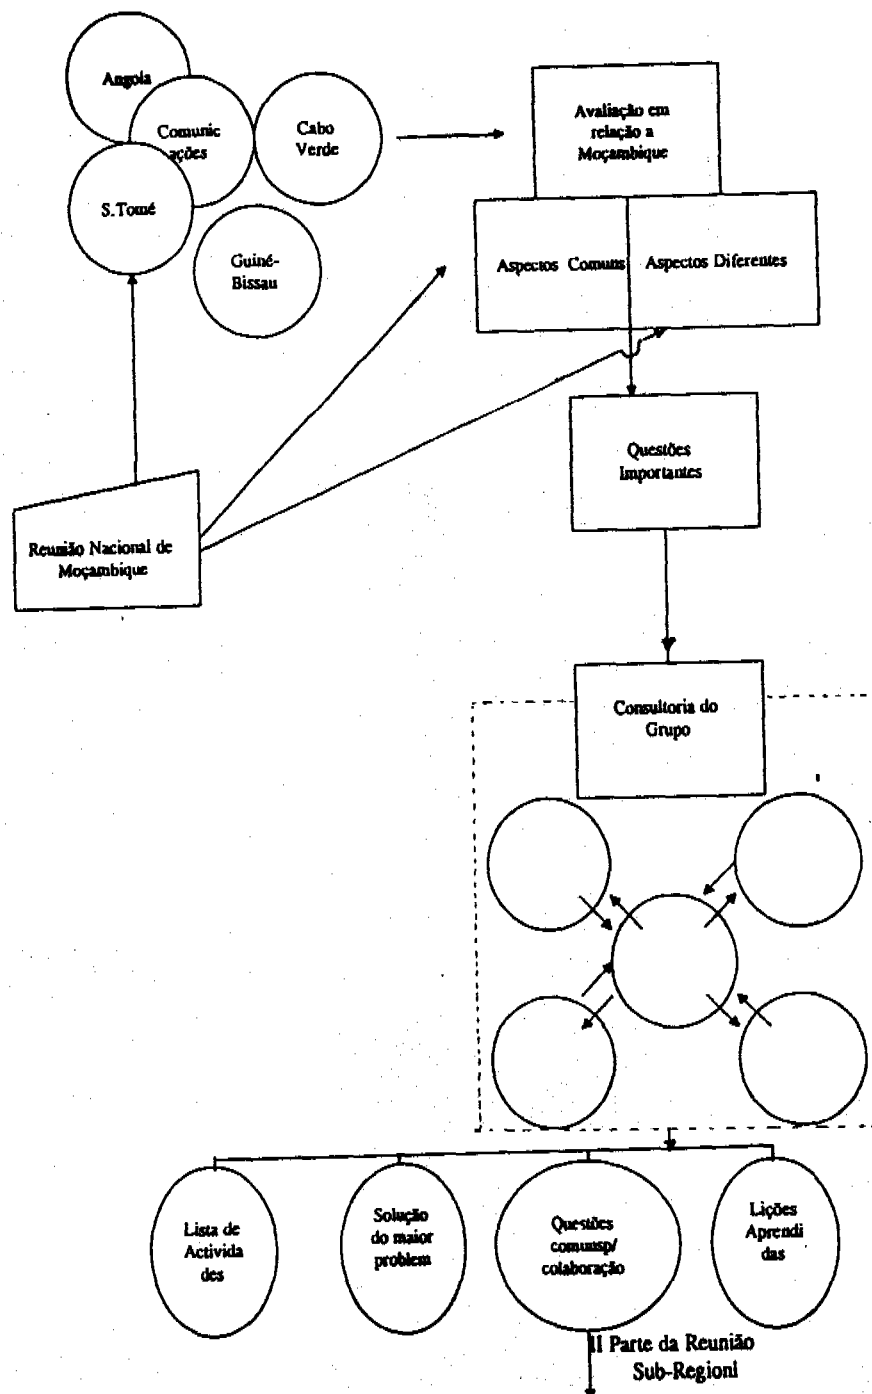 Angola
Comunic
ações
Cabo
Verde
S.Tomé
Guiné-
Bissau
Avaliação em
relação a
Moçambique
Aspectos Comuns
Aspectos Diferentes
Questões
Importantes
Reunião Nacional de
Moçambique
Consultoria do
Grupo
Lista de
Activida
des
Solução
do maior
problem
Questões
comunsp/
colaboração
Lições
Aprendi
das
II Parte da Reunião
Sub-Regionl